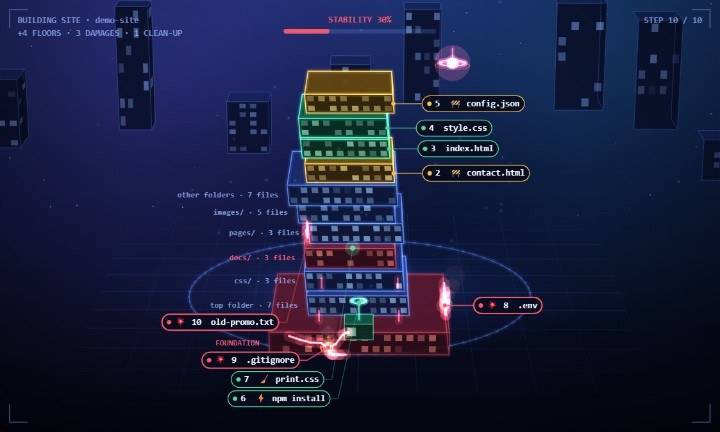 BUILDING SITE · demo-site
+4 FLOORS · 3 DAMAGES · 1 CLEAN-UP
STABILITY 30%
STEP 10 / 10
5 config.json
4 style.css
3 index.html
2 contact.html
other folders · 7 files
images/ · 5 files
pages/ · 3 files
docs/ · 3 files
css/ · 3 files
top folder · 7 files
8 .env
10 old-promo.txt
FOUNDATION
9 .gitignore
7 print.css
6 npm install